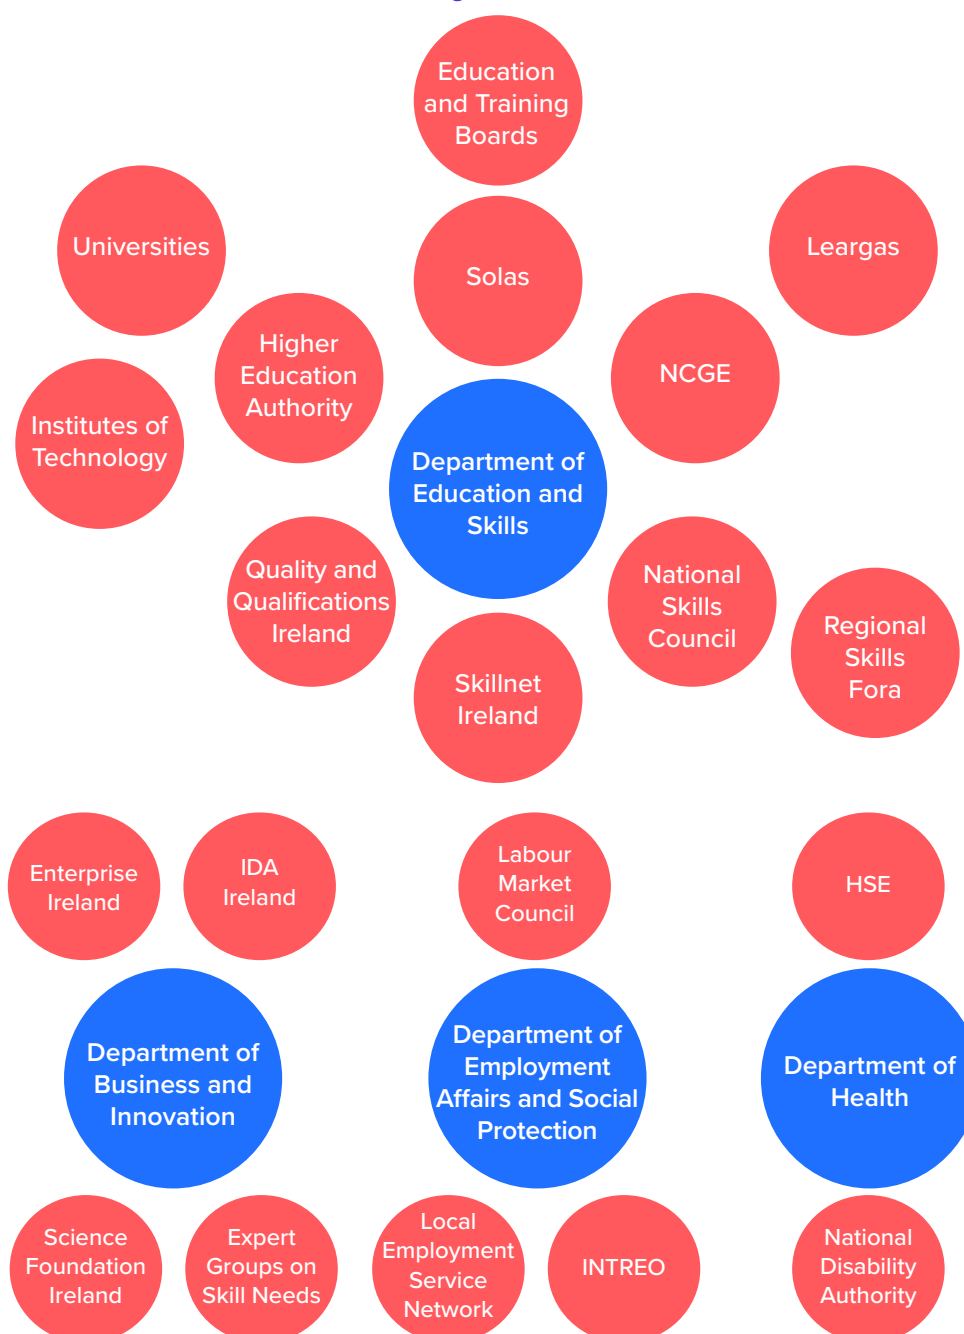 Education
and Training
Boards
Universities
Leargas
Solas
Higher
Education
Authority
NCGE
Institutes of
Technology
Department of
Education and
Skills
Quality and
Qualifications
Ireland
National
Skills
Council
Regional
Skills
Fora
Skillnet
Ireland
Enterprise
Ireland
IDA
Ireland
Labour
Market
Council
HSE
Department of
Business and
Innovation
Department of
Employment
Affairs and Social
Protection
Department of
Health
Science
Foundation
Ireland
Expert
Groups on
Skill Needs
Local
Employment
Service
Network
INTREO
National
Disability
Authority